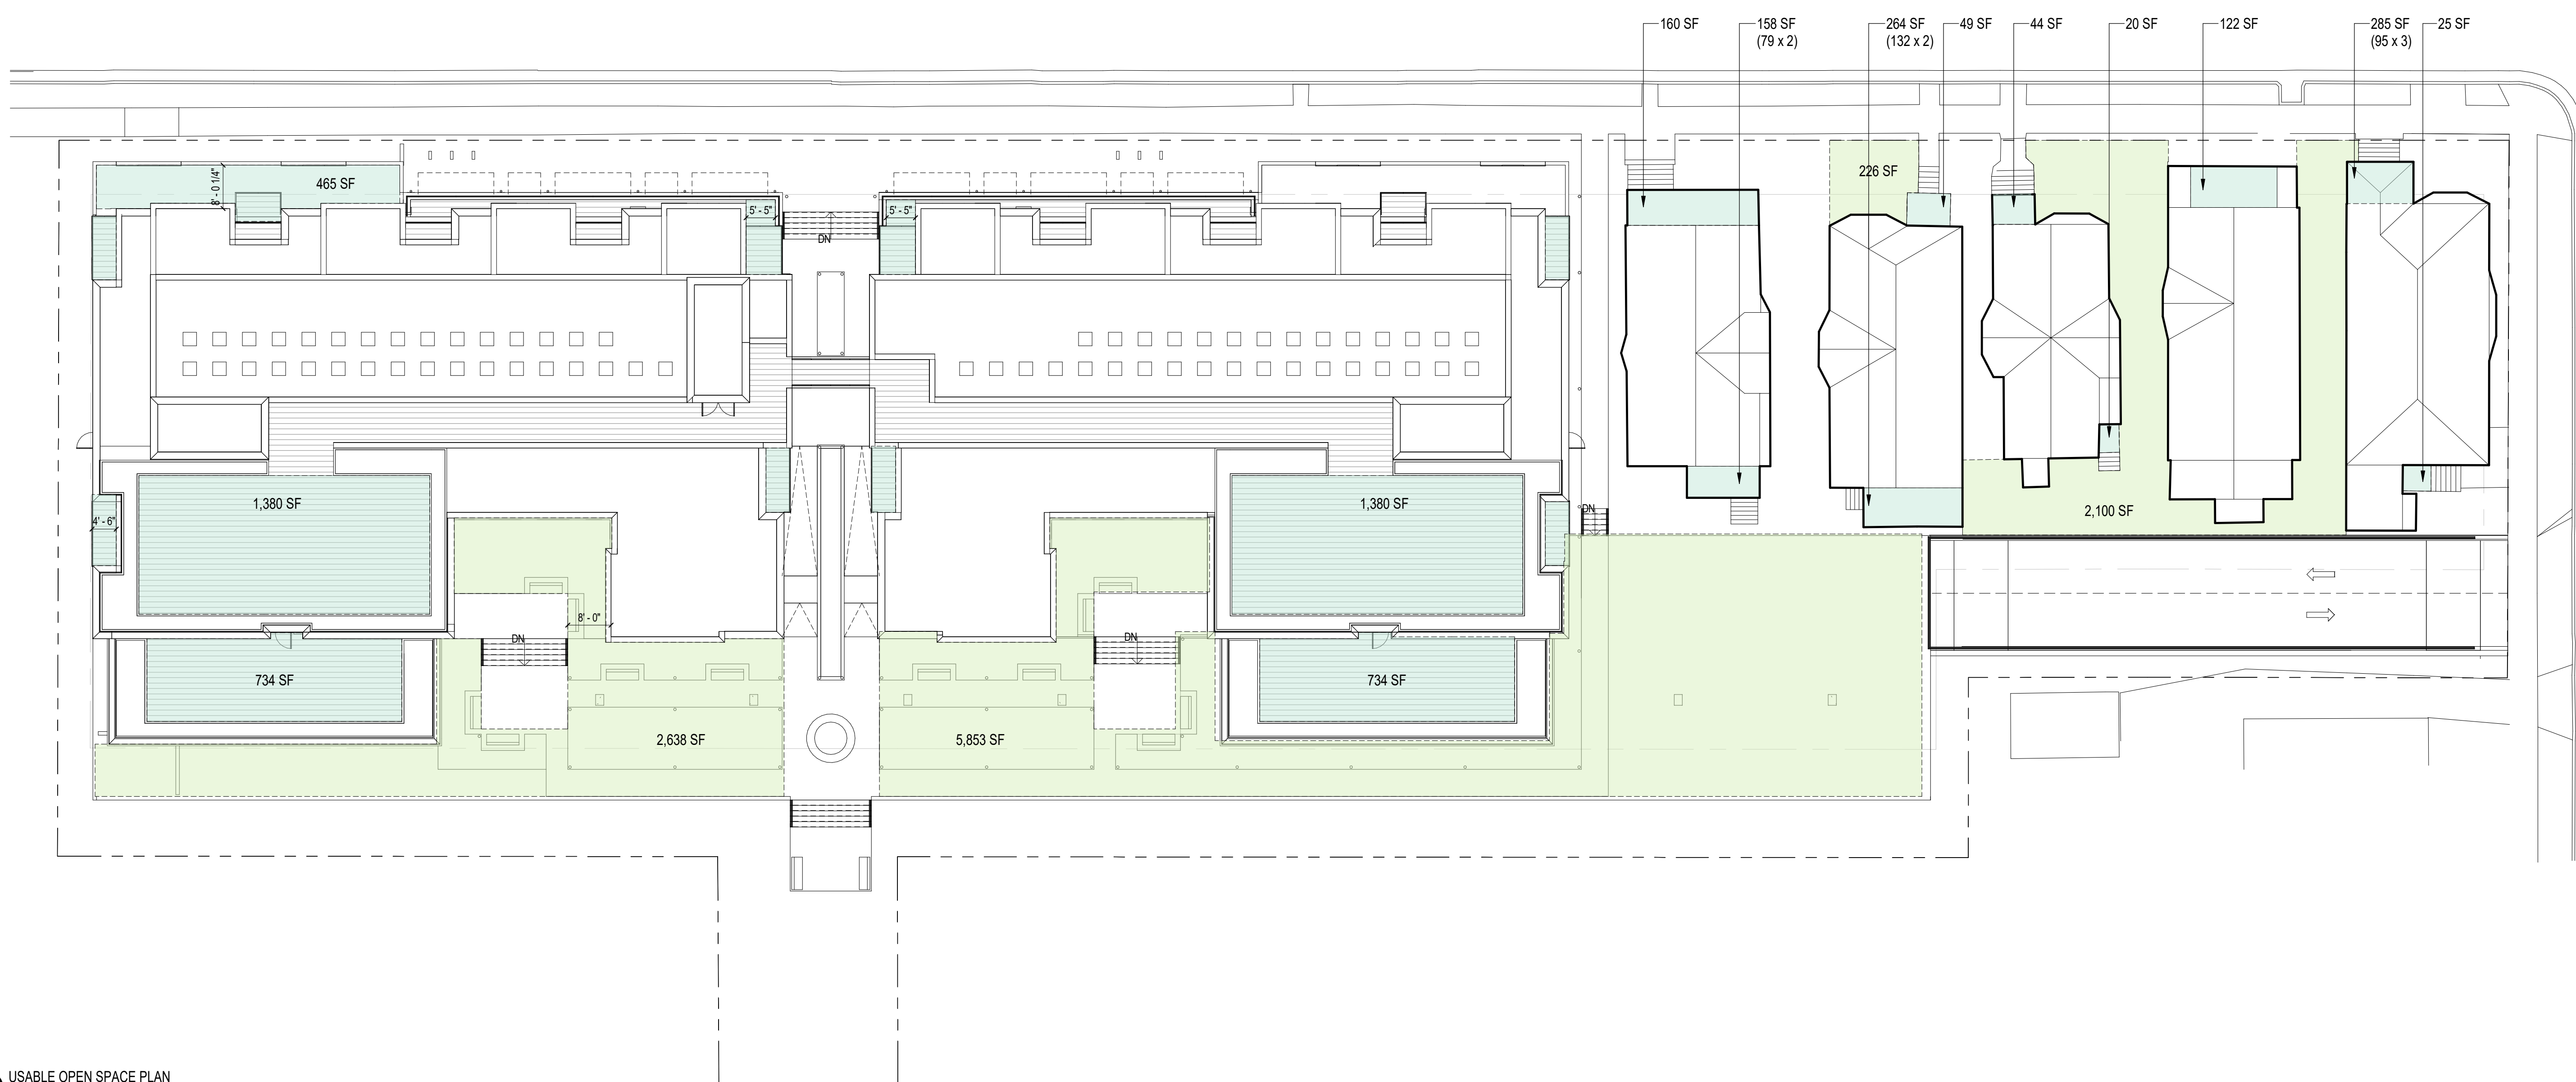 160 SF
158 SF
(79 x 2)
264 SF
(132 x 2)
49 SF
44 SF
20 SF
122 SF
285 SF
(95 x 3)
25 SF
8' - 0 1/4"
465 SF
5' - 5"
DN
5' - 5"
226 SF
4' - 6"
1,380 SF
1,380 SF
DN
2,100 SF
8' - 0"
DN
DN
734 SF
734 SF
2,638 SF
5,853 SF
USABLE OPEN SPACE PLAN